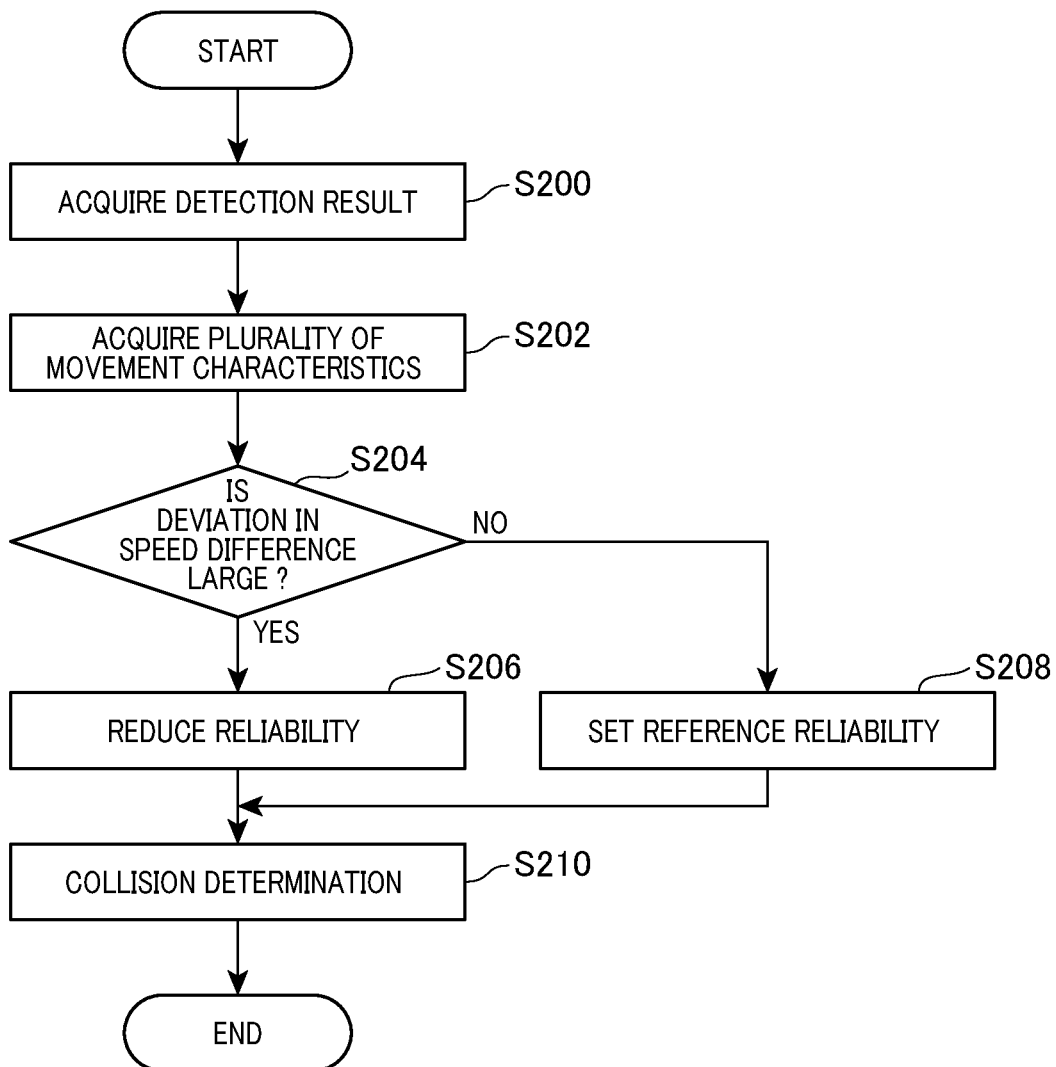 START
ACQUIRE DETECTION RESULT
S200
ACQUIRE PLURALITY OF
MOVEMENT CHARACTERISTICS
S202
S204
IS
DEVIATION IN
SPEED DIFFERENCE
LARGE ?
NO
YES
S206
REDUCE RELIABILITY
S208
SET REFERENCE RELIABILITY
COLLISION DETERMINATION
S210
END